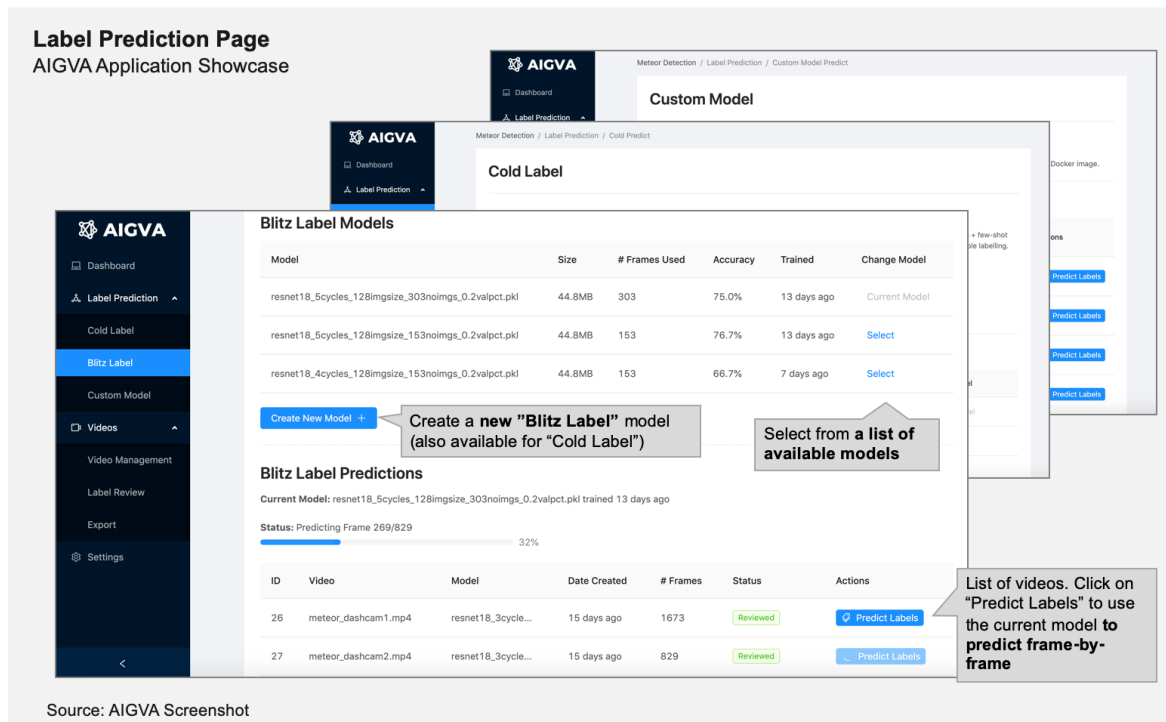 Label Prediction Page
AIGVA Application Showcase
AIGVA
Dashboard
Label Prediction
Meteor Detection / Label Prediction / Custom Model Predict
Custom Model
Docker image.
Predict Labels
Predict Labels
Predict Labels
Predict Labels
AIGVA
Dashboard
Label Prediction
Meteor Detection / Label Prediction / Cold Predict
Cold Label
+ few-shot
labelling.
AIGVA
Dashboard
Label Prediction
Cold Label
Blitz Label
Custom Model
Videos
Video Management
Label Review
Export
Settings
<
Blitz Label Models
Model Size # Frames Used Accuracy Trained Change Model
resnet18_5cycles_128imgsize_303noimgs_0.2valpct.pkl 44.8MB 303 75.0% 13 days ago Current Model
resnet18_5cycles_128imgsize_153noimgs_0.2valpct.pkl 44.8MB 153 76.7% 13 days ago Select
resnet18_4cycles_128imgsize_153noimgs_0.2valpct.pkl 44.8MB 153 66.7% 7 days ago Select
Create New Model +
Create a new ”Blitz Label” model
(also available for “Cold Label”)
Select from a list of
available models
Blitz Label Predictions
Current Model: resnet18_5cycles_128imgsize_303noimgs_0.2valpct.pkl trained 13 days ago
Status: Predicting Frame 269/829
32%
ID Video Model Date Created # Frames Status Actions
26 meteor_dashcam1.mp4 resnet18_3cycle... 15 days ago 1673 Reviewed Predict Labels
27 meteor_dashcam2.mp4 resnet18_3cycle... 15 days ago 829 Reviewed Predict Labels
List of videos. Click on
“Predict Labels” to use
the current model to
predict frame-by-
frame
Source: AIGVA Screenshot